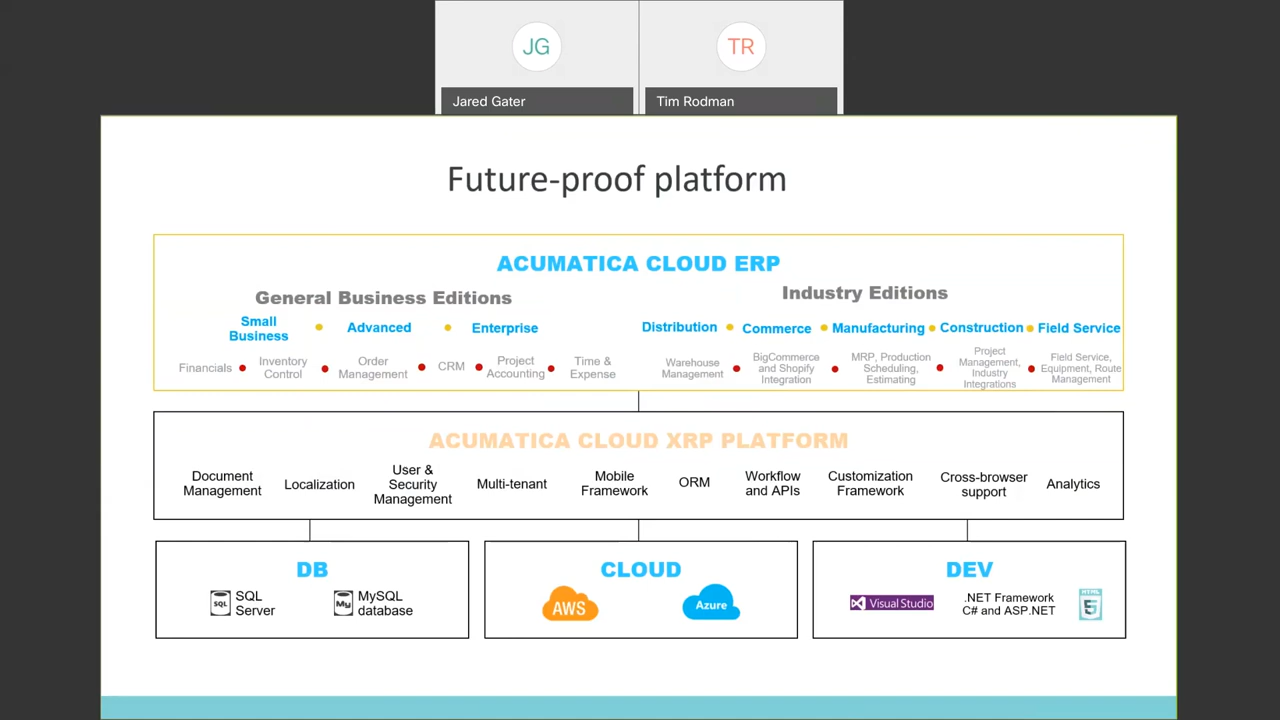 JG
TR
Jared Gater
Tim Rodman
Future-proof platform
ACUMATICA CLOUD ERP
General Business Editions
Industry Editions
Small
Business
Advanced
Enterprise
Distribution
Commerce
Manufacturing
Construction
Field Service
Financials
Inventory
Control
Order
Management
CRM
Project
Accounting
Time &
Expense
Warehouse
Management
BigCommerce
and Shopify
Integration
MRP, Production
Scheduling,
Estimating
Project
Management,
Industry
Integrations
Field Service,
Equipment, Route
Management
ACUMATICA CLOUD XRP PLATFORM
Document
Management
Localization
User &
Security
Management
Multi-tenant
Mobile
Framework
ORM
Workflow
and APIs
Customization
Framework
Cross-browser
support
Analytics
DB
SQL
SQL
Server
My
MySQL
database
CLOUD
AWS
Azure
DEV
Visual Studio
.NET Framework
C# and ASP.NET
HTML
5